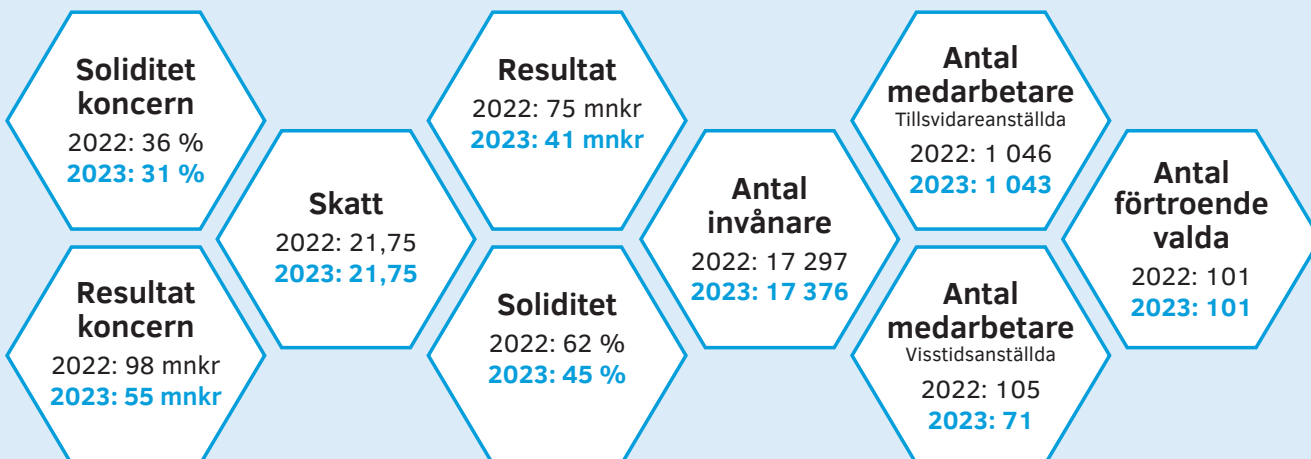 Soliditet
koncern
2022: 36 %
2023: 31 %
Resultat
koncern
2022: 98 mnkr
2023: 55 mnkr
Skatt
2022: 21,75
2023: 21,75
Resultat
2022: 75 mnkr
2023: 41 mnkr
Soliditet
2022: 62 %
2023: 45 %
Antal
invånare
2022: 17 297
2023: 17 376
Antal
medarbetare
Tillsvidareanställda
2022: 1 046
2023: 1 043
Antal
medarbetare
Visstidsanställda
2022: 105
2023: 71
Antal
förtroende
valda
2022: 101
2023: 101